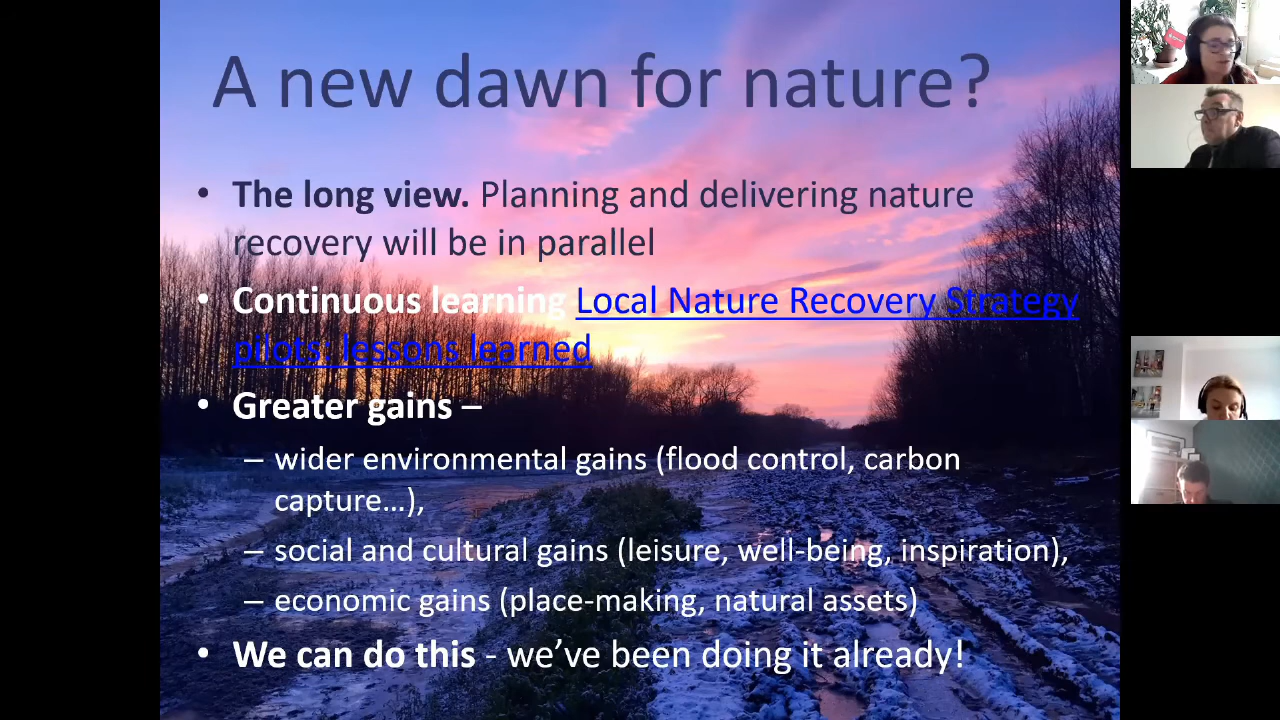 A new dawn for nature?
• The long view. Planning and delivering nature
recovery will be in parallel
• Continuous learning Local Nature Recovery Strategy
pilots: lessons learned
• Greater gains –
– wider environmental gains (flood control, carbon
capture…),
– social and cultural gains (leisure, well-being, inspiration),
– economic gains (place-making, natural assets)
• We can do this - we’ve been doing it already!